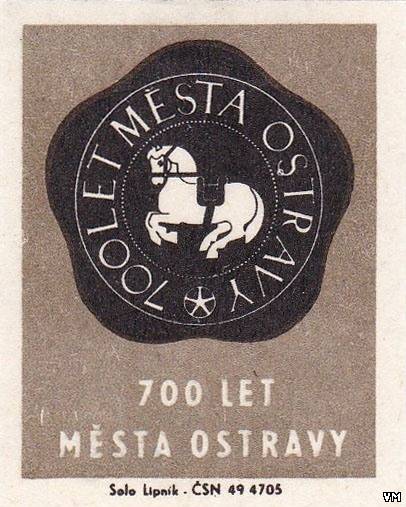 700 LET MĚSTA OSTRAVY
700 LET
MĚSTA OSTRAVY
Solo Lipník - ČSN 49 4705
VM